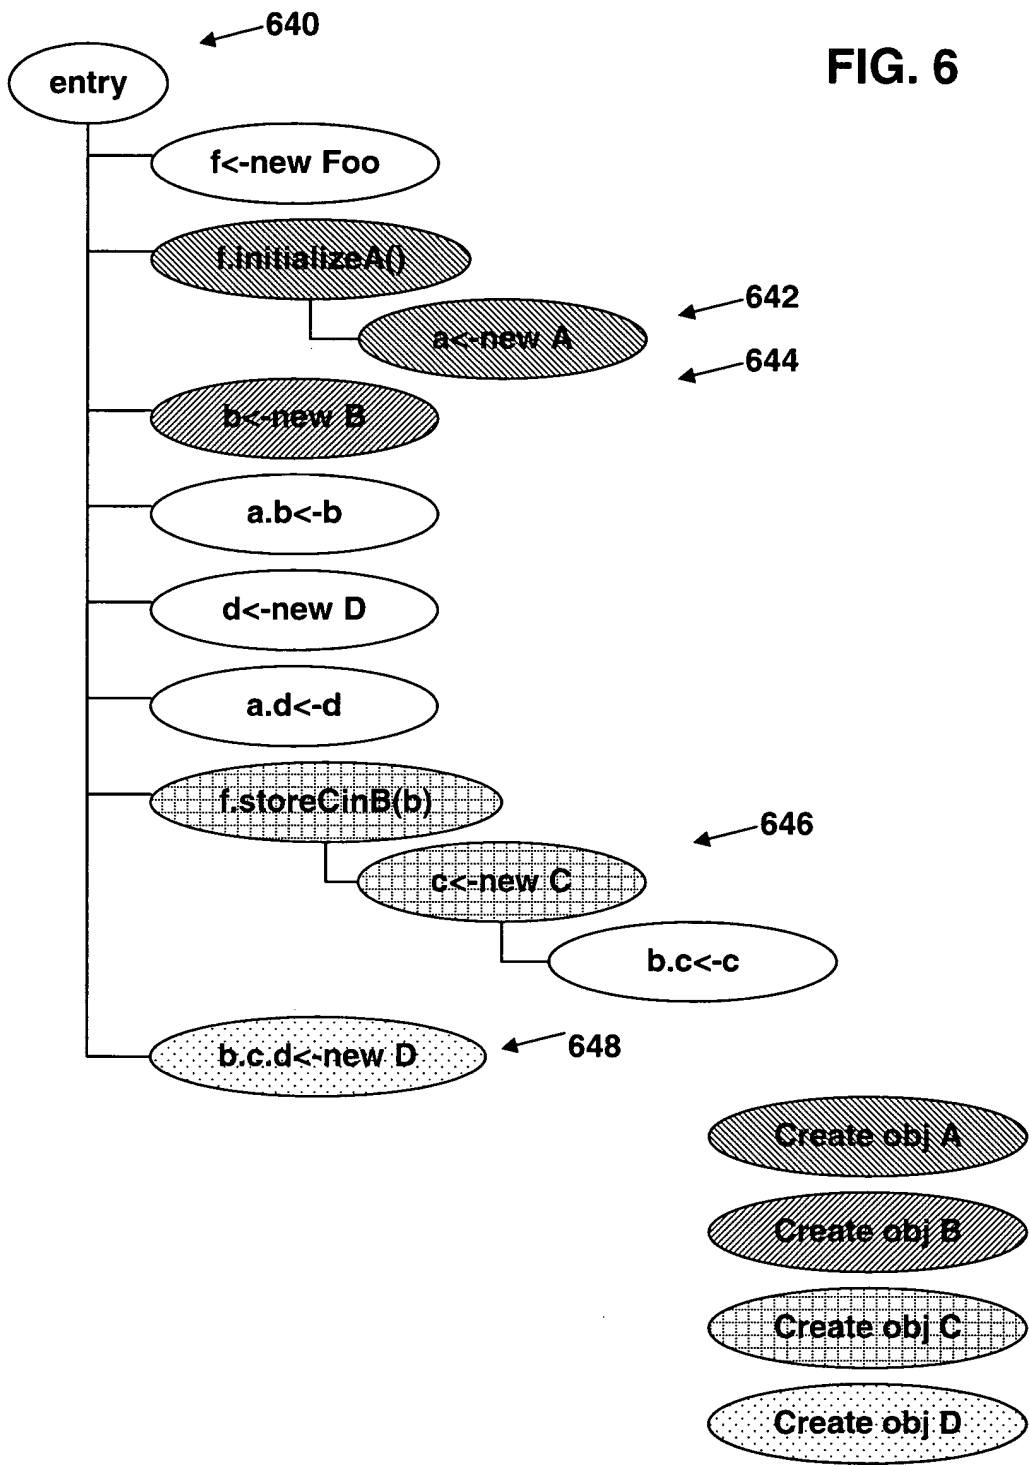 640
entry
FIG. 6
f<-new Foo
f.initializeA()
642
a<-new A
644
b<-new B
a.b<-b
d<-new D
a.d<-d
f.storeCinB(b)
646
c<-new C
b.c<-c
b.c.d<-new D
648
Create obj A
Create obj B
Create obj C
Create obj D